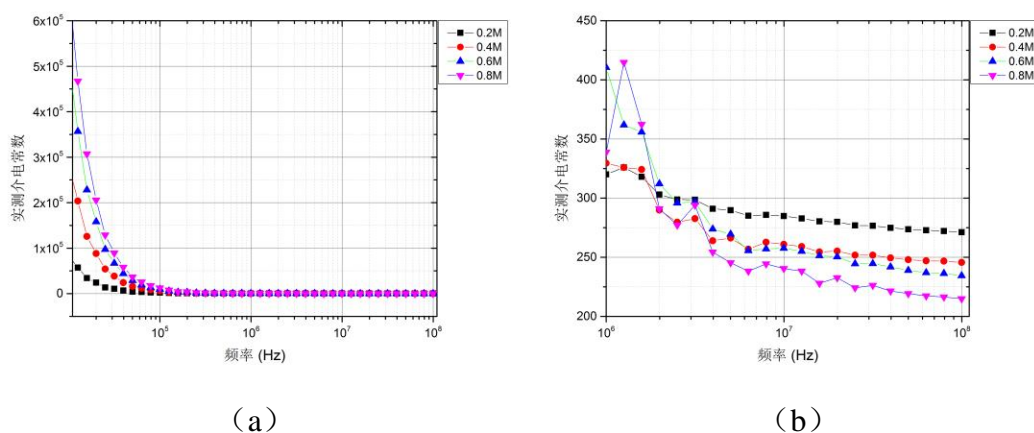 6x10⁵
5x10⁵
4x10⁵
3x10⁵
2x10⁵
1x10⁵
0
实测介电常数
10⁵
10⁶
10⁷
10⁸
频率 (Hz)
0.2M
0.4M
0.6M
0.8M
(a)
450
400
350
300
250
200
实测介电常数
10⁶
10⁷
10⁸
频率 (Hz)
0.2M
0.4M
0.6M
0.8M
(b)